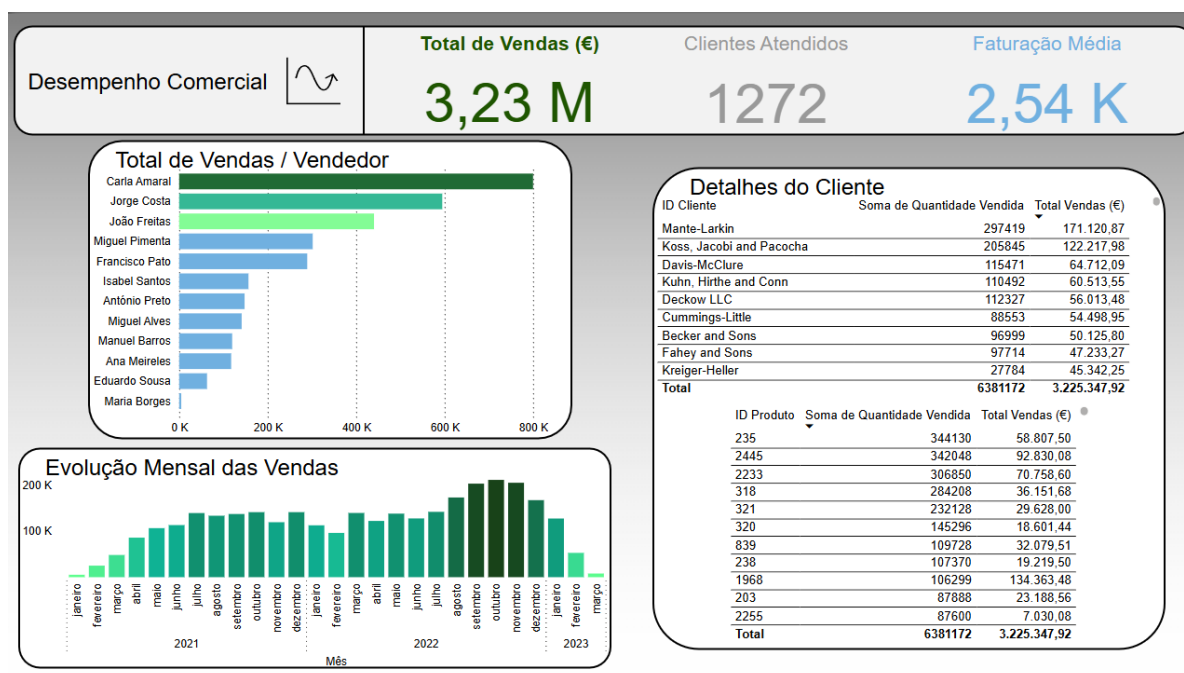 Desempenho Comercial
Total de Vendas (€)
3,23 M
Clientes Atendidos
1272
Faturação Média
2,54 K
Total de Vendas / Vendedor
Carla Amaral
Jorge Costa
João Freitas
Miguel Pimenta
Francisco Pato
Isabel Santos
António Preto
Miguel Alves
Manuel Barros
Ana Meireles
Eduardo Sousa
Maria Borges
0 K 200 K 400 K 600 K 800 K
Evolução Mensal das Vendas
200 K
100 K
janeiro fevereiro março abril maio junho julho agosto setembro outubro novembro dezembro janeiro fevereiro março abril maio junho julho agosto setembro outubro novembro dezembro janeiro fevereiro março
2021 2022 2023
Mês
Detalhes do Cliente
ID Cliente Soma de Quantidade Vendida Total Vendas (€)
Mante-Larkin 297419 171.120,87
Koss, Jacobi and Pacocha 205845 122.217,98
Davis-McClure 115471 64.712,09
Kuhn, Hirthe and Conn 110492 60.513,55
Deckow LLC 112327 56.013,48
Cummings-Little 88553 54.498,95
Becker and Sons 96999 50.125,80
Fahey and Sons 97714 47.233,27
Kreiger-Heller 27784 45.342,25
Total 6381172 3.225.347,92
ID Produto Soma de Quantidade Vendida Total Vendas (€)
235 344130 58.807,50
2445 342048 92.830,08
2233 306850 70.758,60
318 284208 36.151,68
321 232128 29.628,00
320 145296 18.601,44
839 109728 32.079,51
238 107370 19.219,50
1968 106299 134.363,48
203 87888 23.188,56
2255 87600 7.030,08
Total 6381172 3.225.347,92